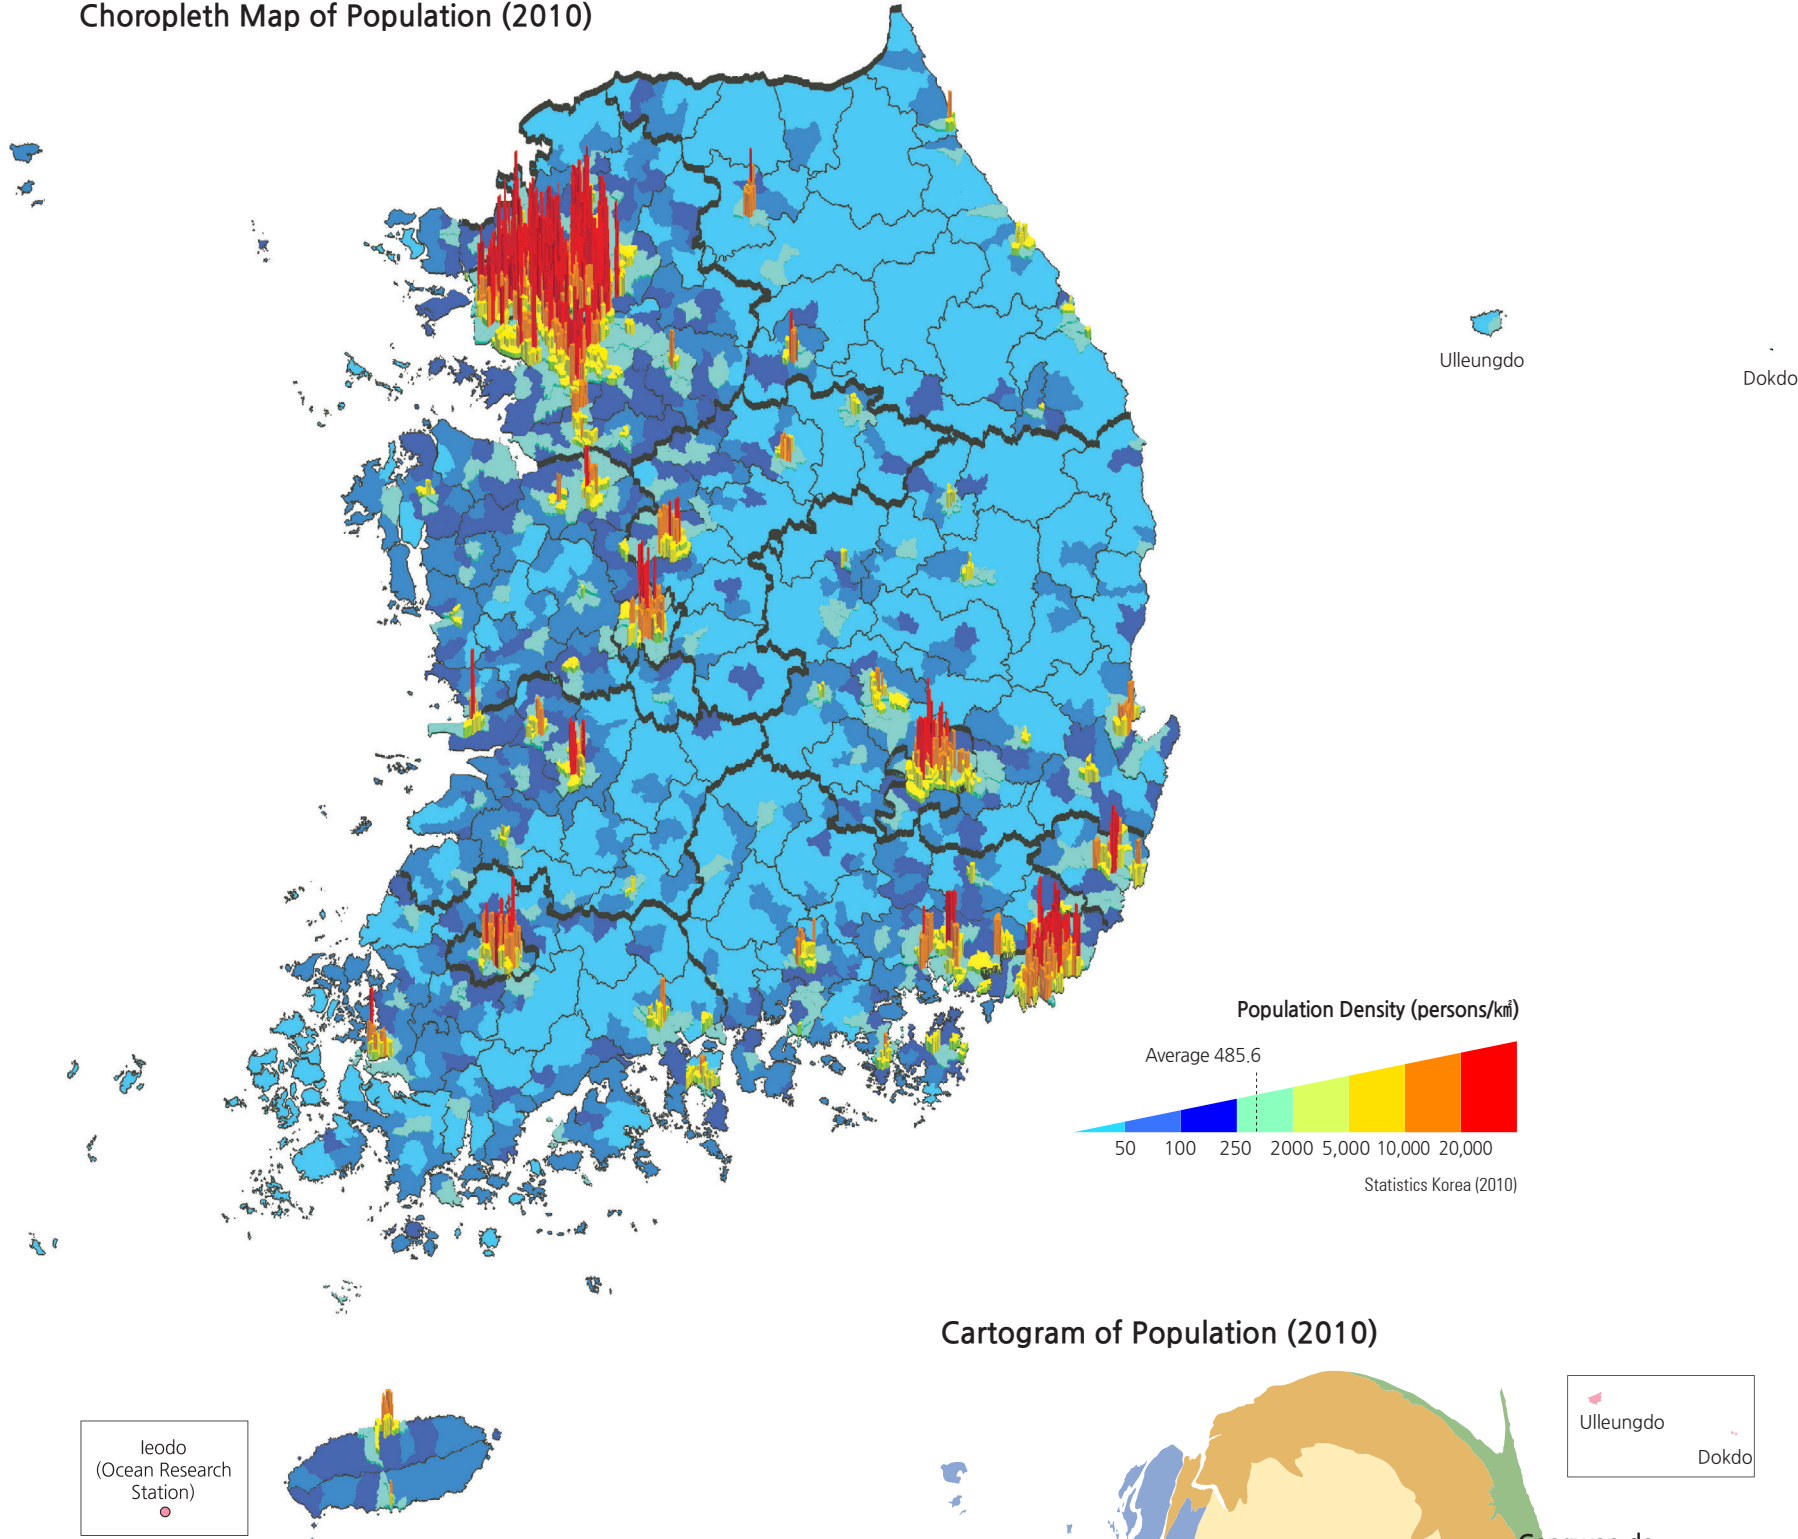 Choropleth Map of Population (2010)
Ulleungdo
Dokdo
Population Density (persons/㎢)
Average 485.6
50 100 250 2000 5,000 10,000 20,000
Statistics Korea (2010)
Cartogram of Population (2010)
Ulleungdo
Dokdo
Ieodo
(Ocean Research
Station)